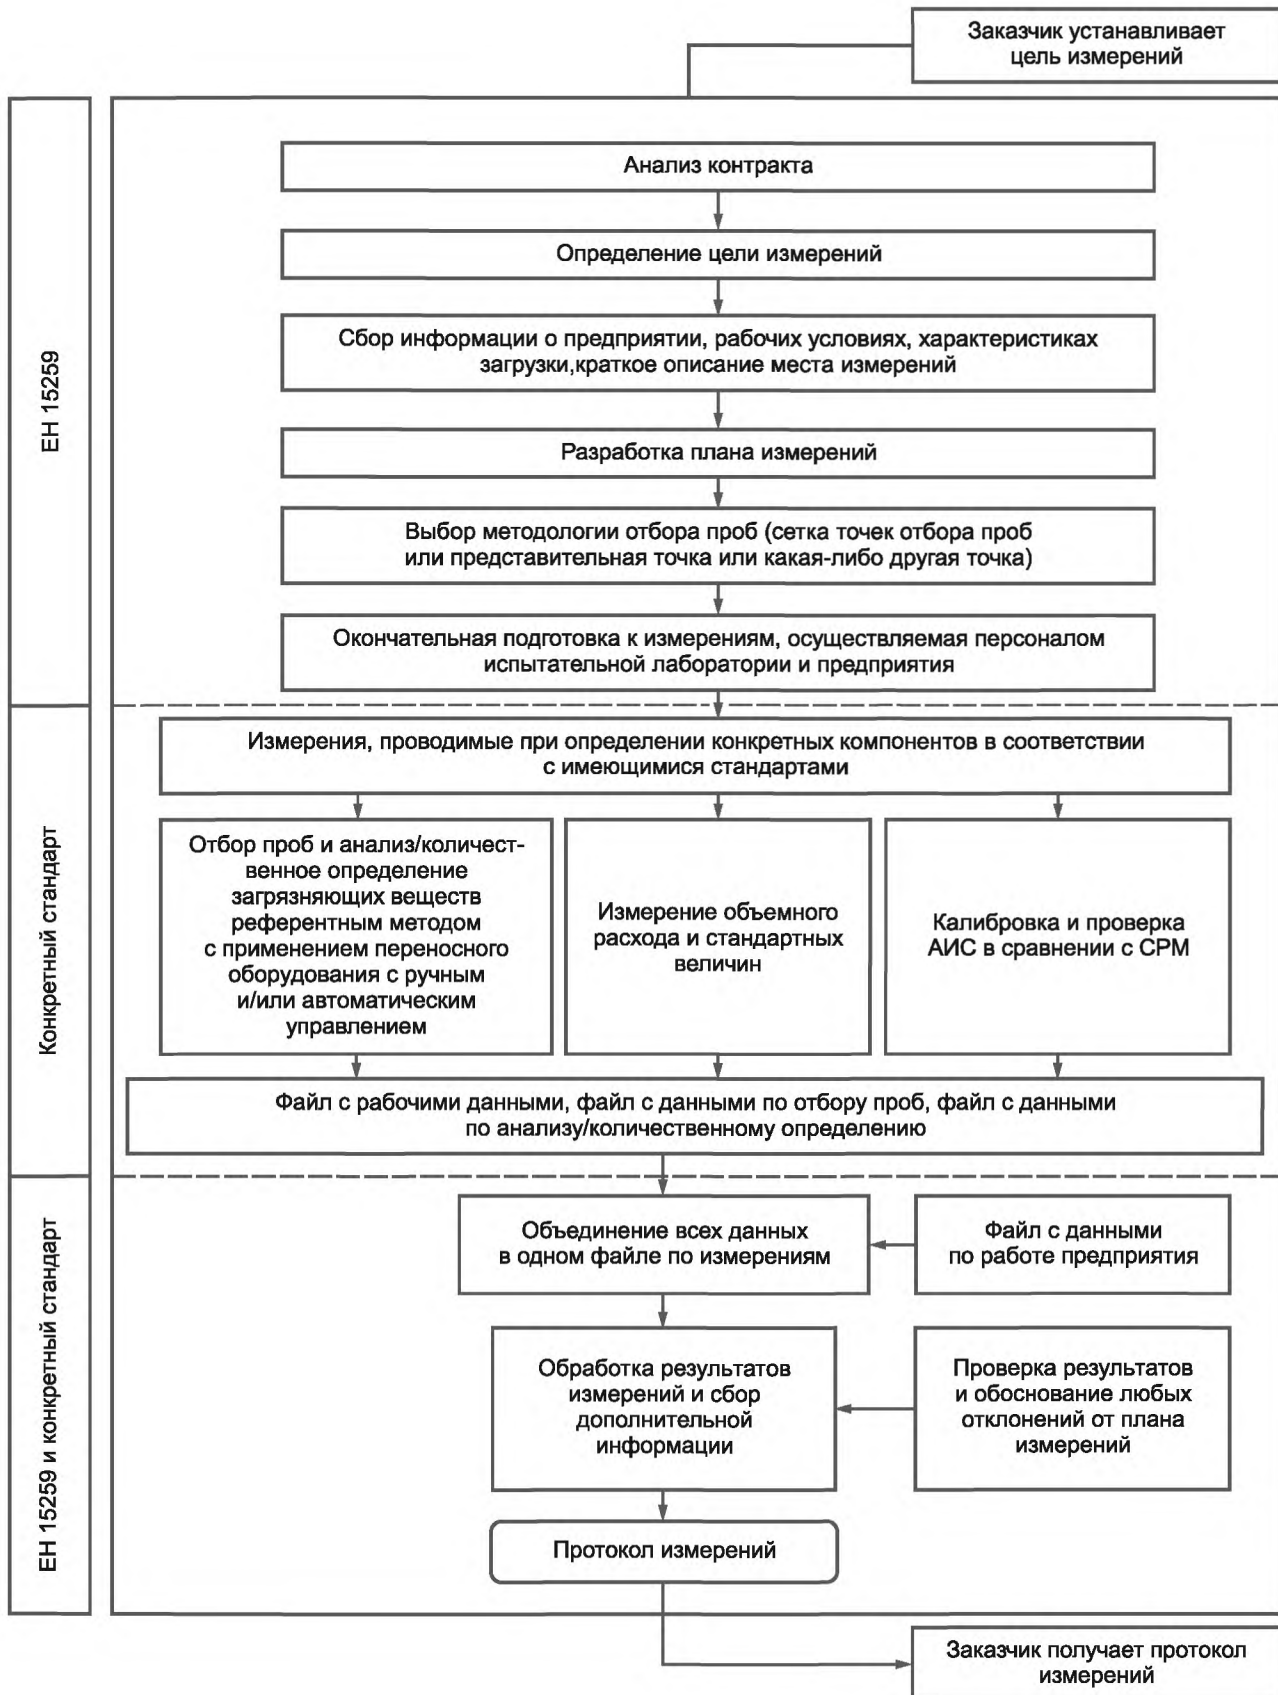 Заказчик устанавливает
цель измерений
ЕН 15259
Анализ контракта
Определение цели измерений
Сбор информации о предприятии, рабочих условиях, характеристиках
загрузки,краткое описание места измерений
Разработка плана измерений
Выбор методологии отбора проб (сетка точек отбора проб
или представительная точка или какая-либо другая точка)
Окончательная подготовка к измерениям, осуществляемая персоналом
испытательной лаборатории и предприятия
Конкретный стандарт
Измерения, проводимые при определении конкретных компонентов в соответствии
с имеющимися стандартами
Отбор проб и анализ/количест-
венное определение
загрязняющих веществ
референтным методом
с применением переносного
оборудования с ручным
и/или автоматическим
управлением
Измерение объемного
расхода и стандартных
величин
Калибровка и проверка
АИС в сравнении с СРМ
Файл с рабочими данными, файл с данными по отбору проб, файл с данными
по анализу/количественному определению
ЕН 15259 и конкретный стандарт
Объединение всех данных
в одном файле по измерениям
Файл с данными
по работе предприятия
Обработка результатов
измерений и сбор
дополнительной
информации
Проверка результатов
и обоснование любых
отклонений от плана
измерений
Протокол измерений
Заказчик получает протокол
измерений